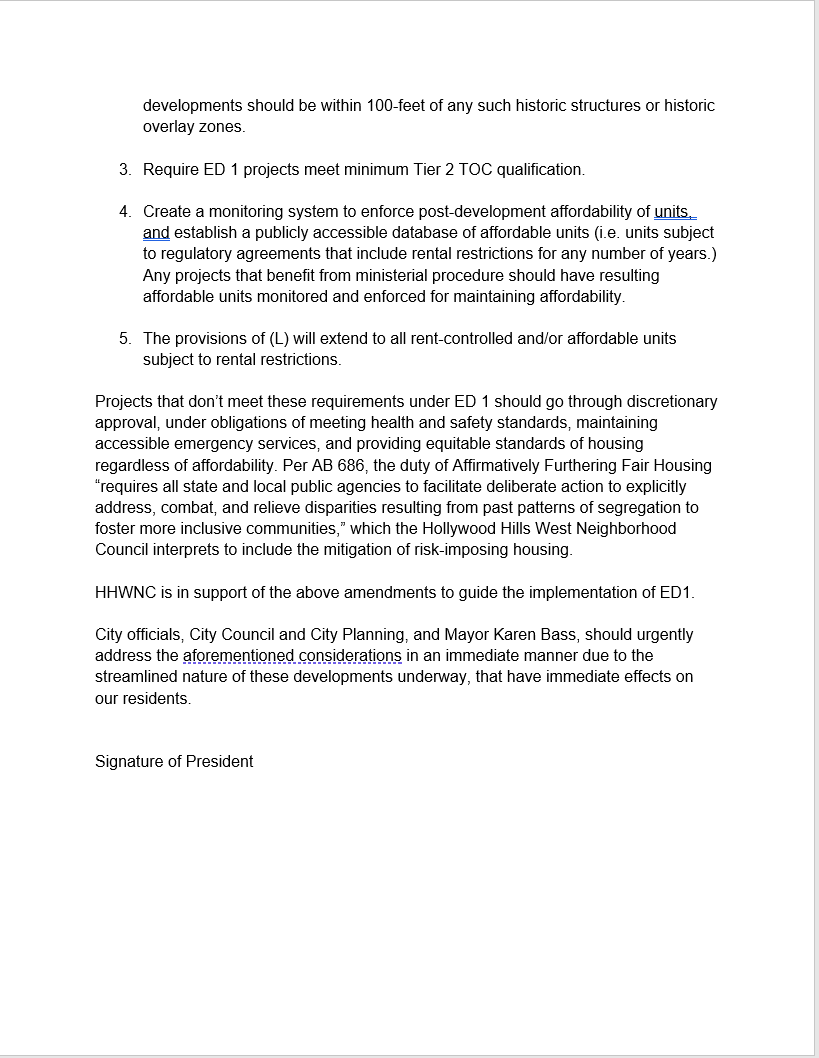 developments should be within 100-feet of any such historic structures or historic
overlay zones.
3. Require ED 1 projects meet minimum Tier 2 TOC qualification.
4. Create a monitoring system to enforce post-development affordability of units,
and establish a publicly accessible database of affordable units (i.e. units subject
to regulatory agreements that include rental restrictions for any number of years.)
Any projects that benefit from ministerial procedure should have resulting
affordable units monitored and enforced for maintaining affordability.
5. The provisions of (L) will extend to all rent-controlled and/or affordable units
subject to rental restrictions.
Projects that don’t meet these requirements under ED 1 should go through discretionary
approval, under obligations of meeting health and safety standards, maintaining
accessible emergency services, and providing equitable standards of housing
regardless of affordability. Per AB 686, the duty of Affirmatively Furthering Fair Housing
“requires all state and local public agencies to facilitate deliberate action to explicitly
address, combat, and relieve disparities resulting from past patterns of segregation to
foster more inclusive communities,” which the Hollywood Hills West Neighborhood
Council interprets to include the mitigation of risk-imposing housing.
HHWNC is in support of the above amendments to guide the implementation of ED1.
City officials, City Council and City Planning, and Mayor Karen Bass, should urgently
address the aforementioned considerations in an immediate manner due to the
streamlined nature of these developments underway, that have immediate effects on
our residents.
Signature of President